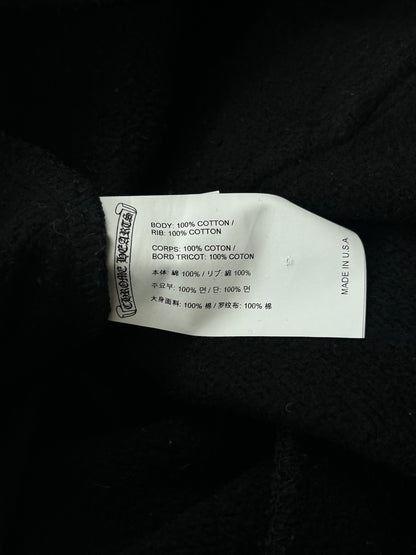 CHROME HEARTS
BODY: 100% COTTON /
RIB: 100% COTTON
CORPS: 100% COTON /
BORD TRICOT: 100% COTON
本体: 綿 100% / リブ: 綿 100%
주요부: 100% 면 / 단: 100% 면
大身面料: 100% 棉 / 罗纹布: 100% 棉
MADE IN U.S.A